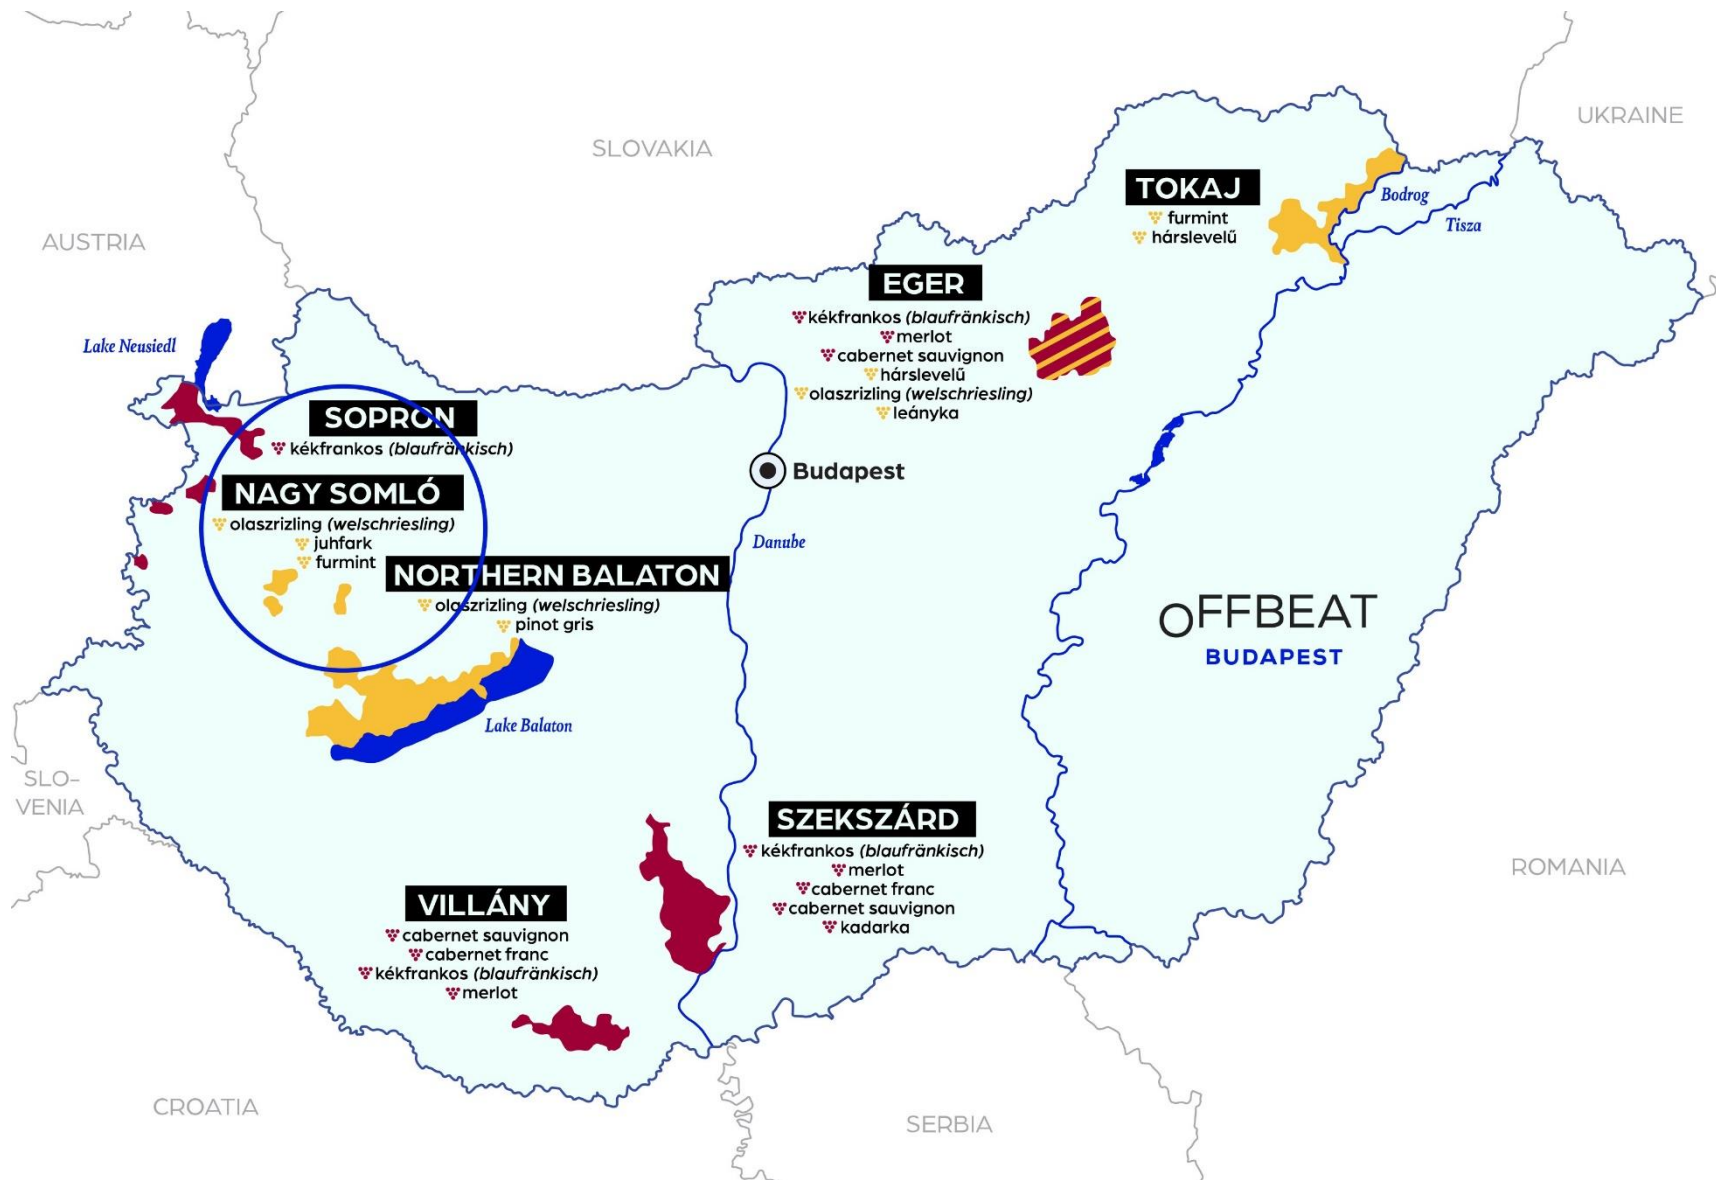 SLOVAKIA
UKRAINE
AUSTRIA
TOKAJ
furmint
hárslevelű
Bodrog
Tisza
EGER
kékfrankos (blaufränkisch)
merlot
cabernet sauvignon
hárslevelű
olaszrizling (welschriesling)
leányka
Lake Neusiedl
SOPRON
kékfrankos (blaufränkisch)
NAGY SOMLÓ
olaszrizling (welschriesling)
juhfark
furmint
Budapest
Danube
NORTHERN BALATON
olaszrizling (welschriesling)
pinot gris
Lake Balaton
OFFBEAT
BUDAPEST
SLO-
VENIA
SZEKSZÁRD
kékfrankos (blaufränkisch)
merlot
cabernet franc
cabernet sauvignon
kadarka
ROMANIA
VILLÁNY
cabernet sauvignon
cabernet franc
kékfrankos (blaufränkisch)
merlot
CROATIA
SERBIA